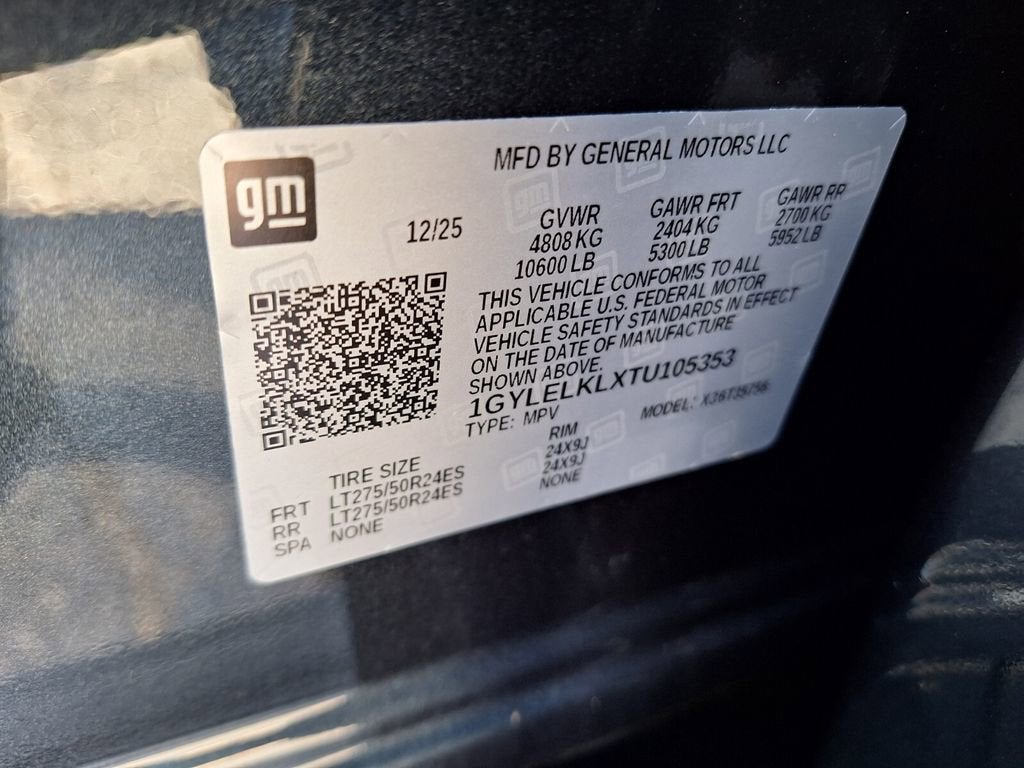 gm
MFD BY GENERAL MOTORS LLC
12/25
GVWR
4808 KG
10600 LB
GAWR FRT
2404 KG
5300 LB
GAWR RR
2700 KG
5952 LB
THIS VEHICLE CONFORMS TO ALL
APPLICABLE U.S. FEDERAL MOTOR
VEHICLE SAFETY STANDARDS IN EFFECT
ON THE DATE OF MANUFACTURE
SHOWN ABOVE.
1GYLELKLXTU105353
TYPE: MPV
MODEL:
TIRE SIZE
RIM
FRT LT275/50R24ES 24X9J
RR LT275/50R24ES 24X9J
SPA NONE NONE